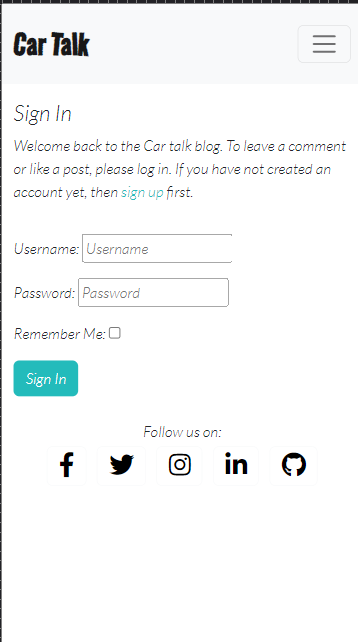 Car Talk
Sign In
Welcome back to the Car talk blog. To leave a comment
or like a post, please log in. If you have not created an
account yet, then sign up first.
Username: Username
Password: Password
Remember Me:
Sign In
Follow us on: